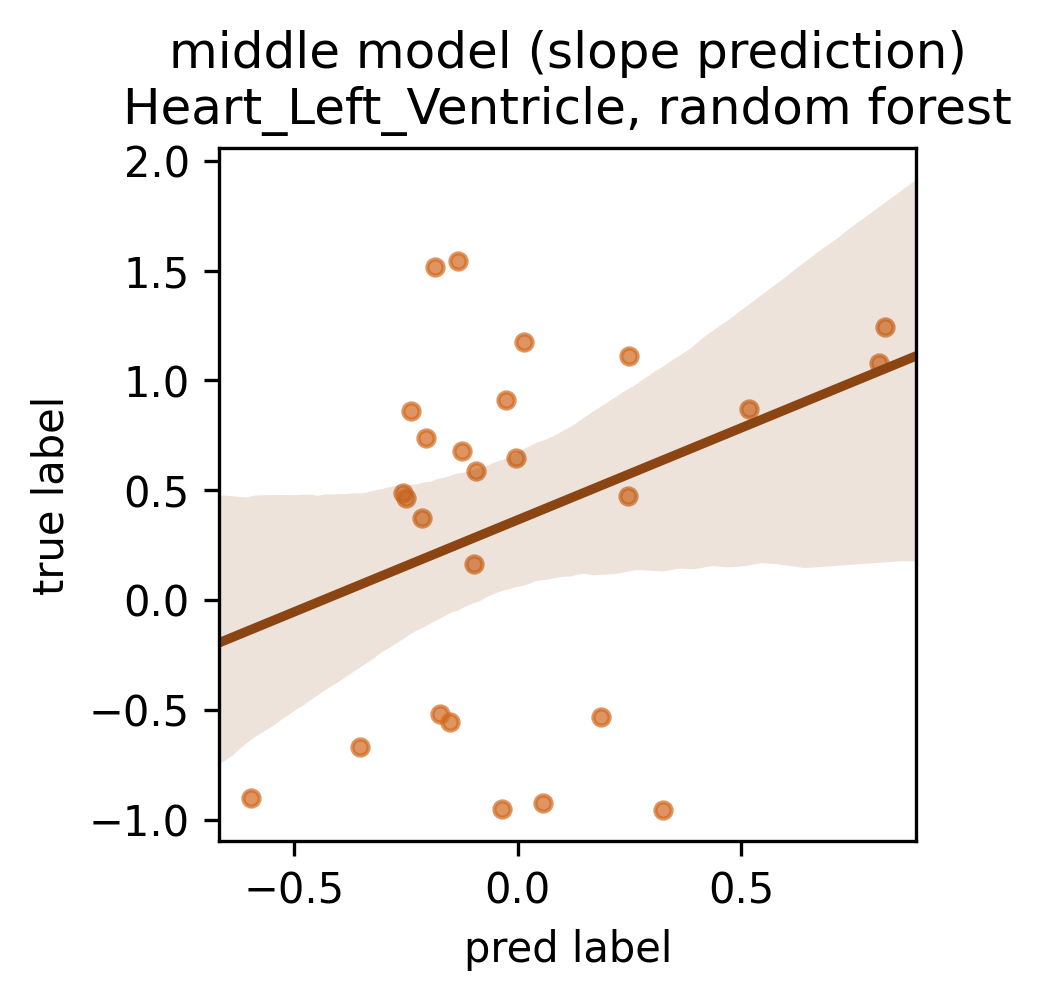 middle model (slope prediction)
Heart_Left_Ventricle, random forest
2.0
1.5
1.0
0.5
0.0
−0.5
−1.0
true label
−0.5
0.0
0.5
pred label